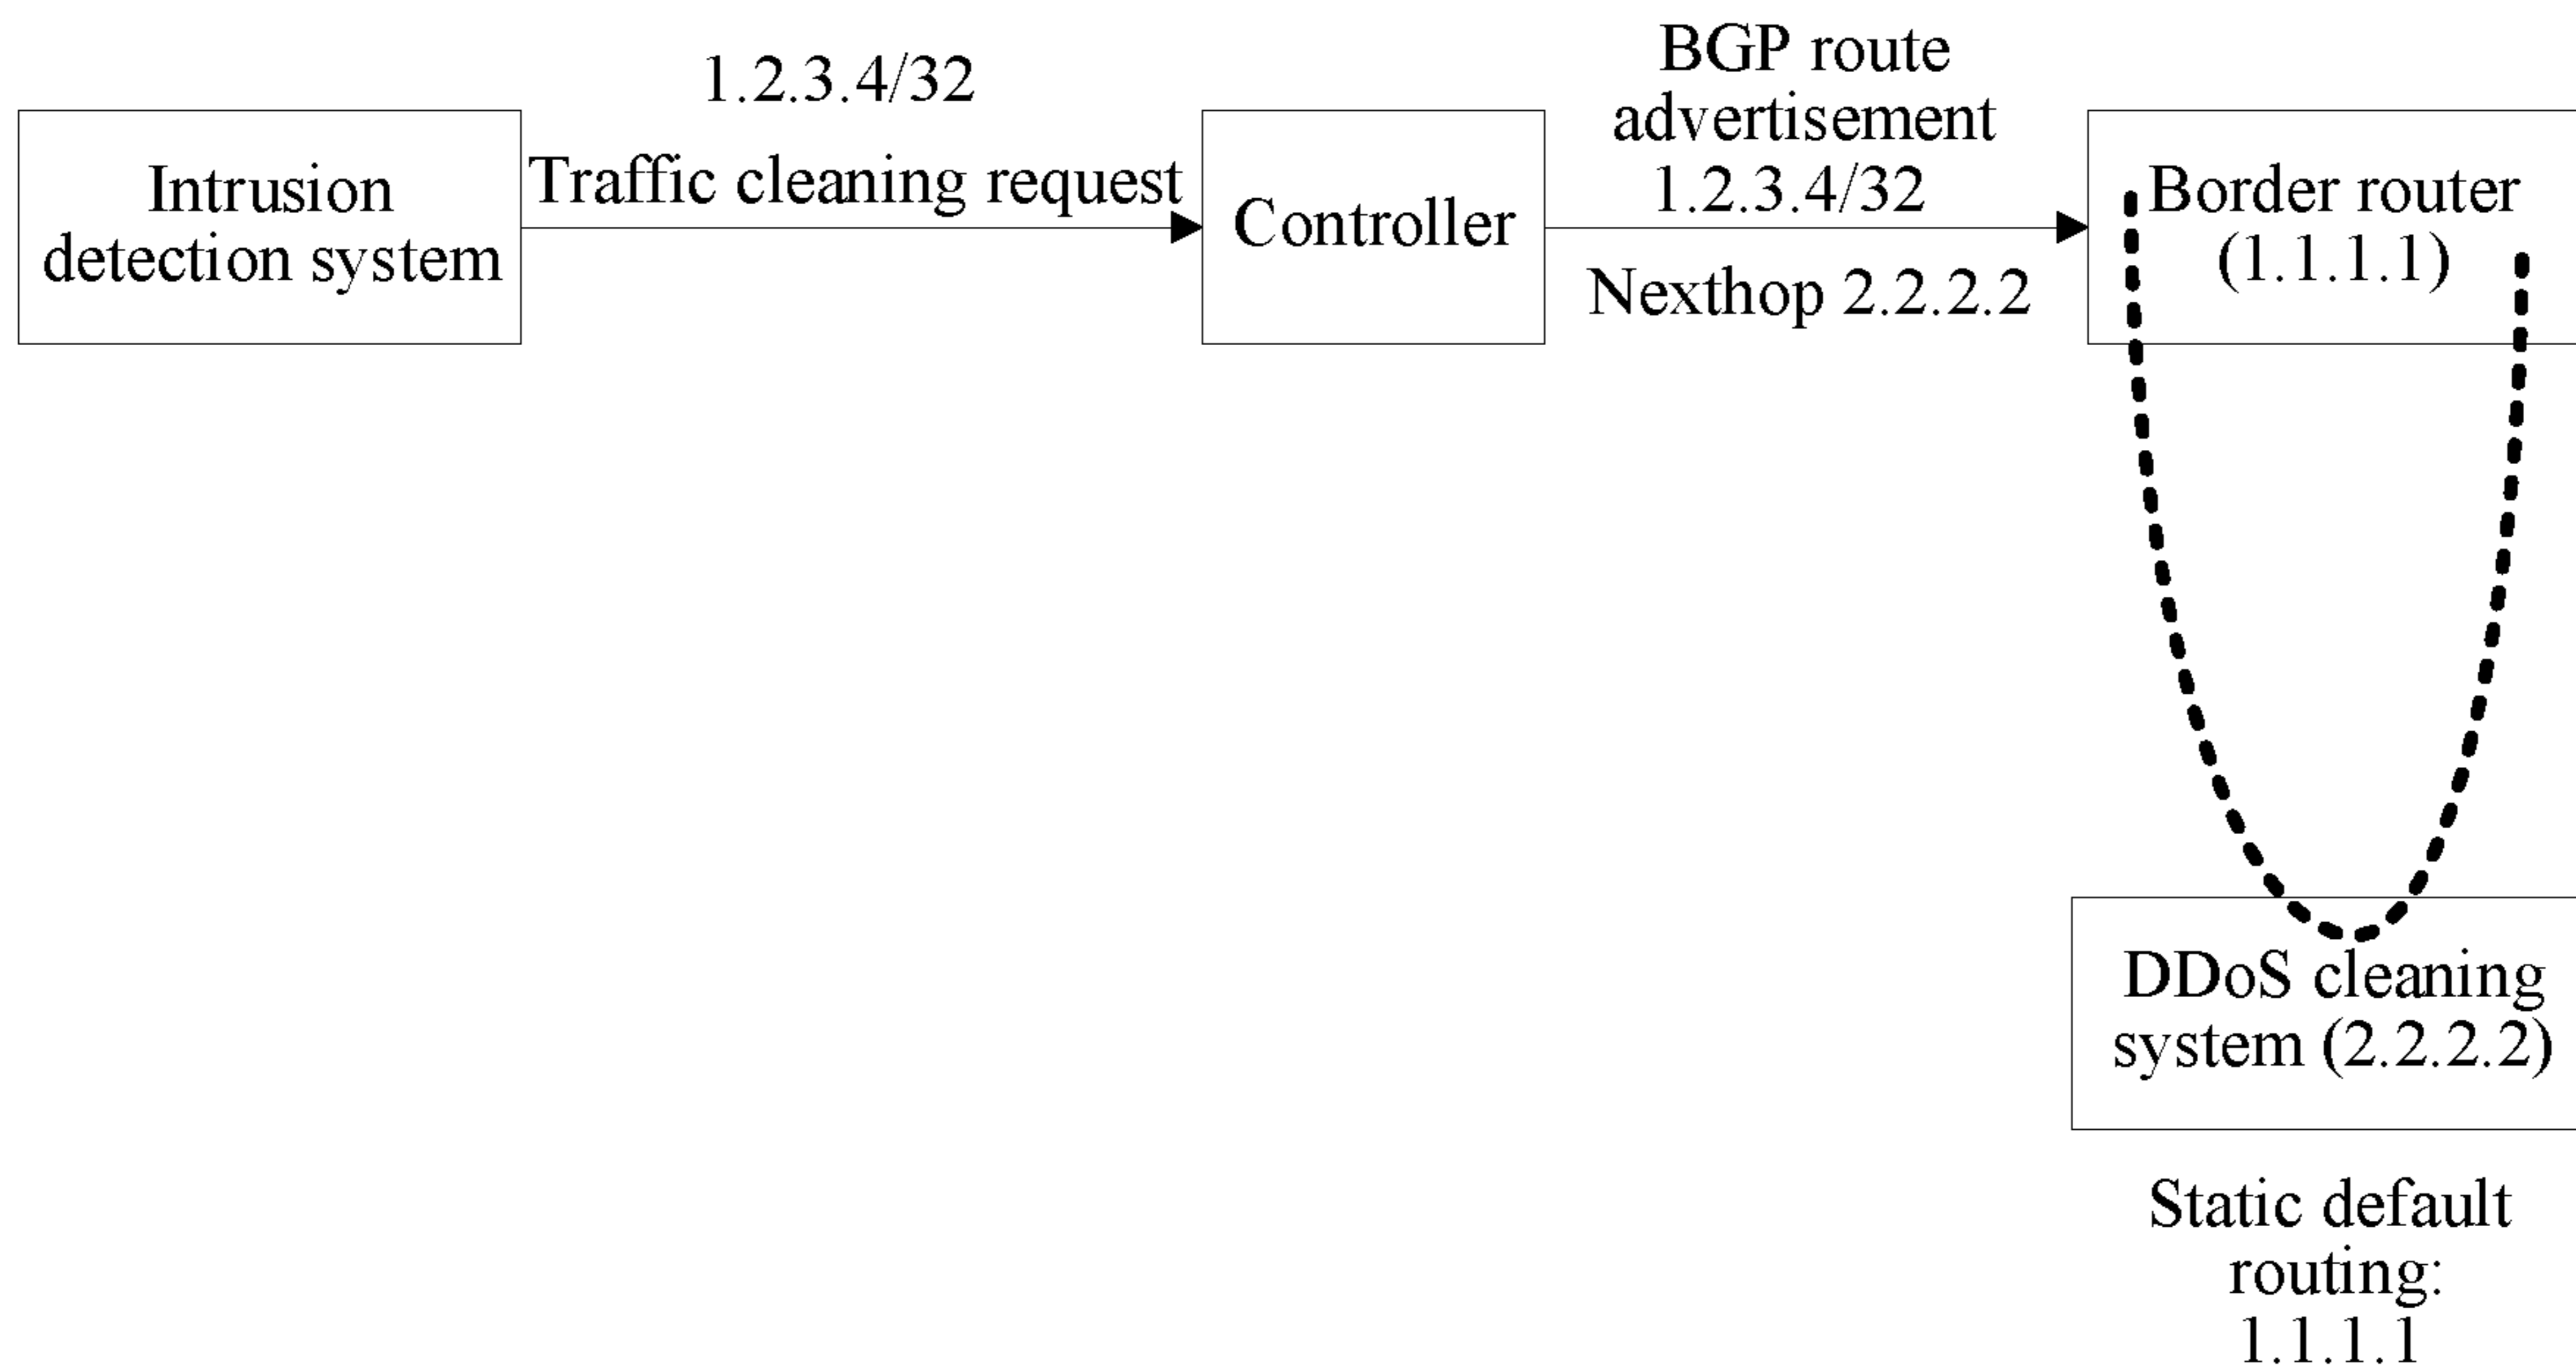 Intrusion
detection system
1.2.3.4/32
Traffic cleaning request
Controller
BGP route
advertisement
1.2.3.4/32
Nexthop 2.2.2.2
Border router
(1.1.1.1)
DDoS cleaning
system (2.2.2.2)
Static default
routing:
1.1.1.1